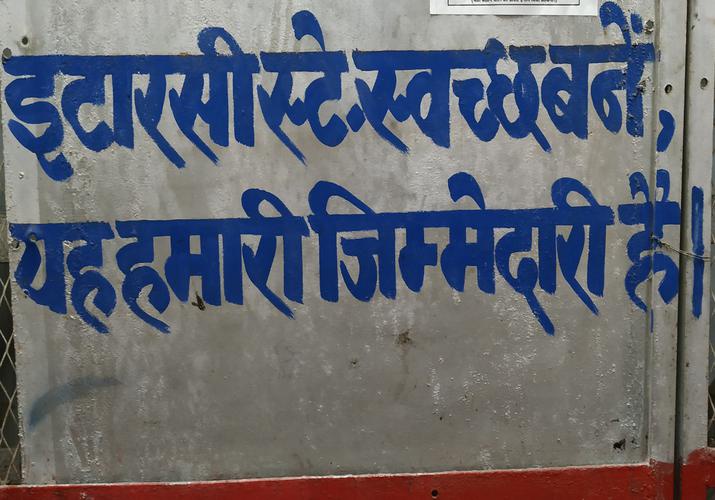 इटारसी स्टे. स्वच्छ बनें,
यह हमारी जिम्मेदारी है।